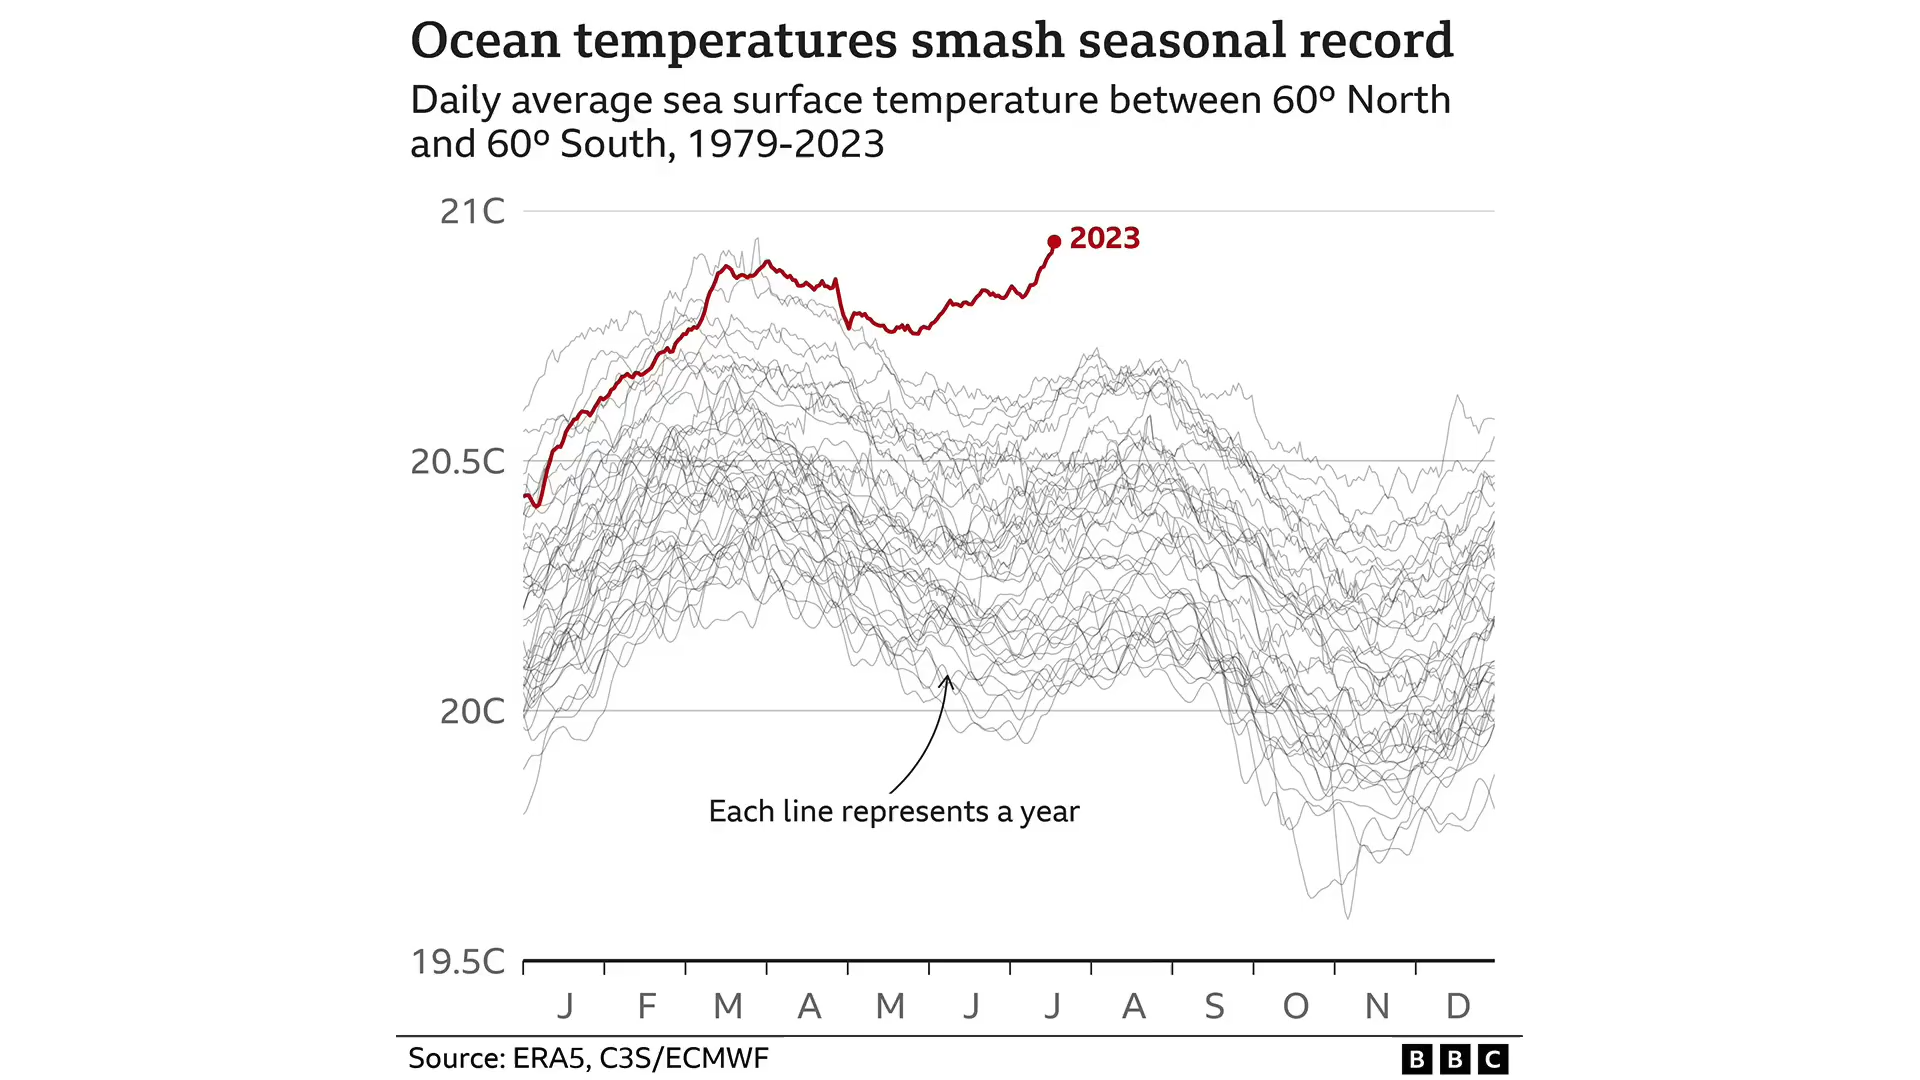 Ocean temperatures smash seasonal record
Daily average sea surface temperature between 60º North
and 60º South, 1979-2023
21C
2023
20.5C
20C
Each line represents a year
19.5C
J F M A M J J A S O N D
Source: ERA5, C3S/ECMWF
BBC